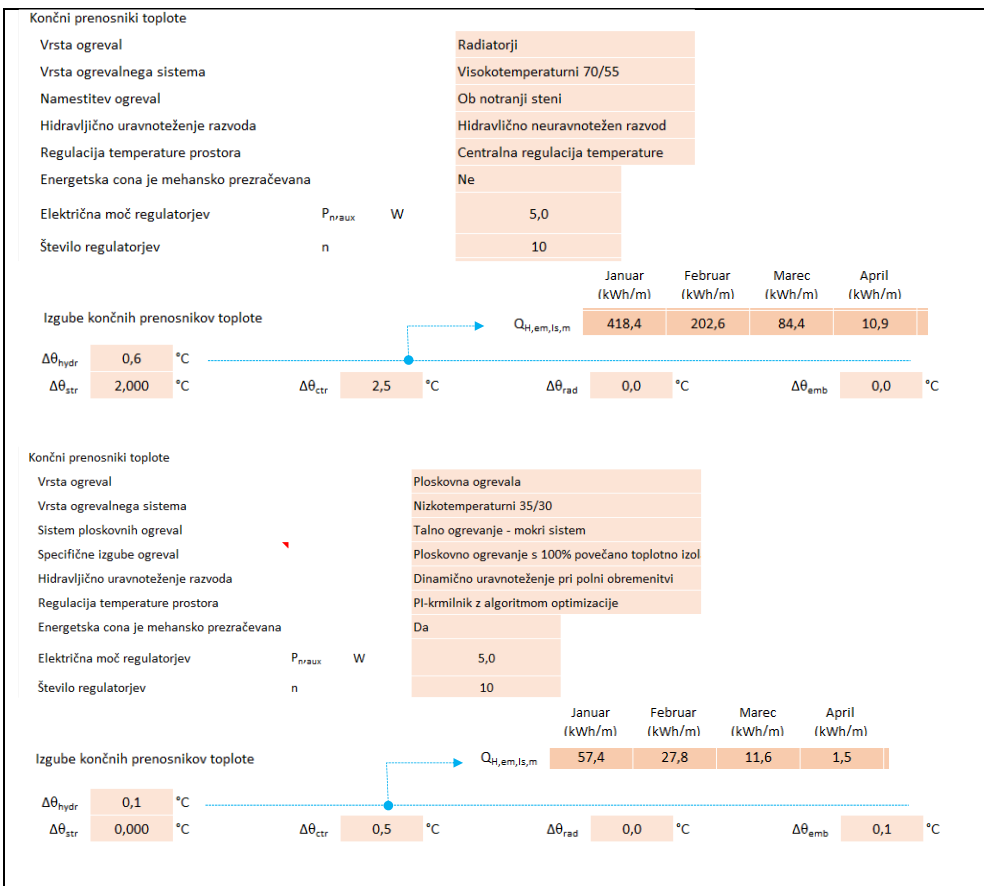 Končni prenosniki toplote
Vrsta ogreval Radiatorji
Vrsta ogrevalnega sistema Visokotemperaturni 70/55
Namestitev ogreval Ob notranji steni
Hidravljično uravnoteženje razvoda Hidravlično neuravnotežen razvod
Regulacija temperature prostora Centralna regulacija temperature
Energetska cona je mehansko prezračevana Ne
Električna moč regulatorjev Pn,aux W 5,0
Število regulatorjev n 10
Januar Februar Marec April
(kWh/m) (kWh/m) (kWh/m) (kWh/m)
Izgube končnih prenosnikov toplote QH,em,ls,m 418,4 202,6 84,4 10,9
Δθhydr 0,6 °C
Δθstr 2,000 °C Δθctr 2,5 °C Δθrad 0,0 °C Δθemb 0,0 °C
Končni prenosniki toplote
Vrsta ogreval Ploskovna ogrevala
Vrsta ogrevalnega sistema Nizkotemperaturni 35/30
Sistem ploskovnih ogreval Talno ogrevanje - mokri sistem
Specifične izgube ogreval Ploskovno ogrevanje s 100% povečano toplotno izol
Hidravljično uravnoteženje razvoda Dinamično uravnoteženje pri polni obremenitvi
Regulacija temperature prostora PI-krmilnik z algoritmom optimizacije
Energetska cona je mehansko prezračevana Da
Električna moč regulatorjev Pn,aux W 5,0
Število regulatorjev n 10
Januar Februar Marec April
(kWh/m) (kWh/m) (kWh/m) (kWh/m)
Izgube končnih prenosnikov toplote QH,em,ls,m 57,4 27,8 11,6 1,5
Δθhydr 0,1 °C
Δθstr 0,000 °C Δθctr 0,5 °C Δθrad 0,0 °C Δθemb 0,1 °C